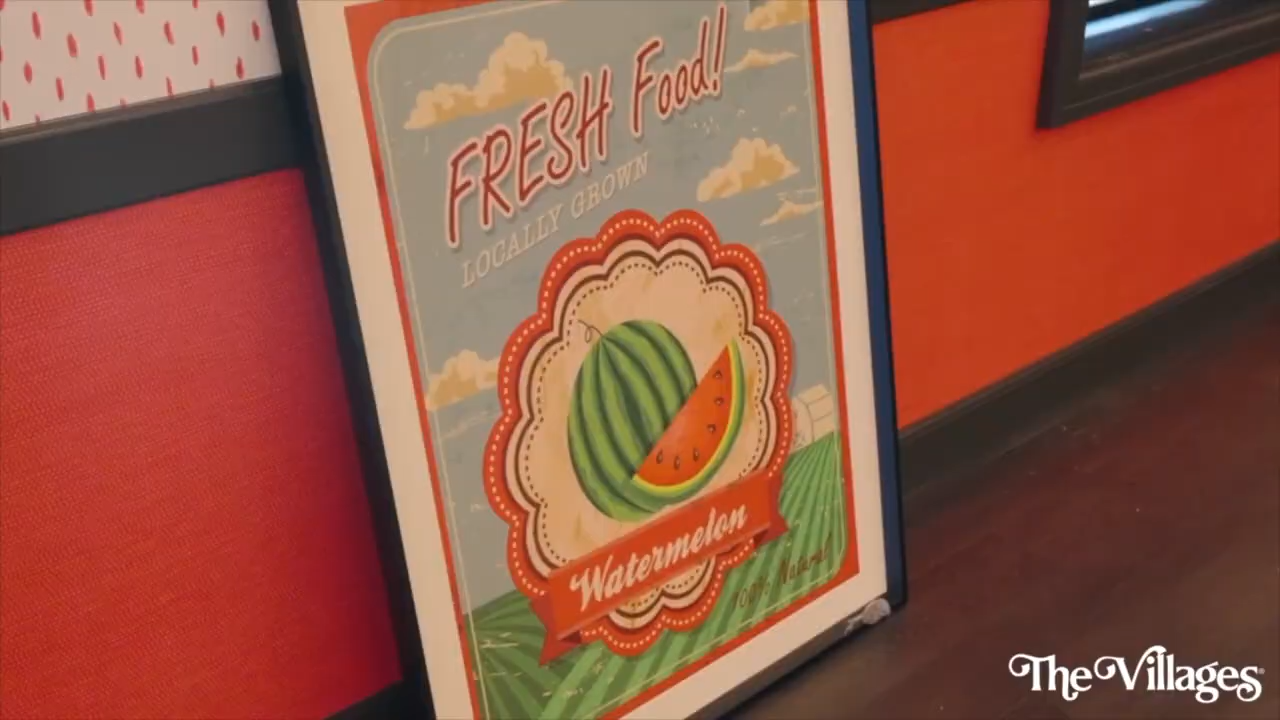 FRESH Food!
LOCALLY GROWN
Watermelon
100% Natural
The Villages